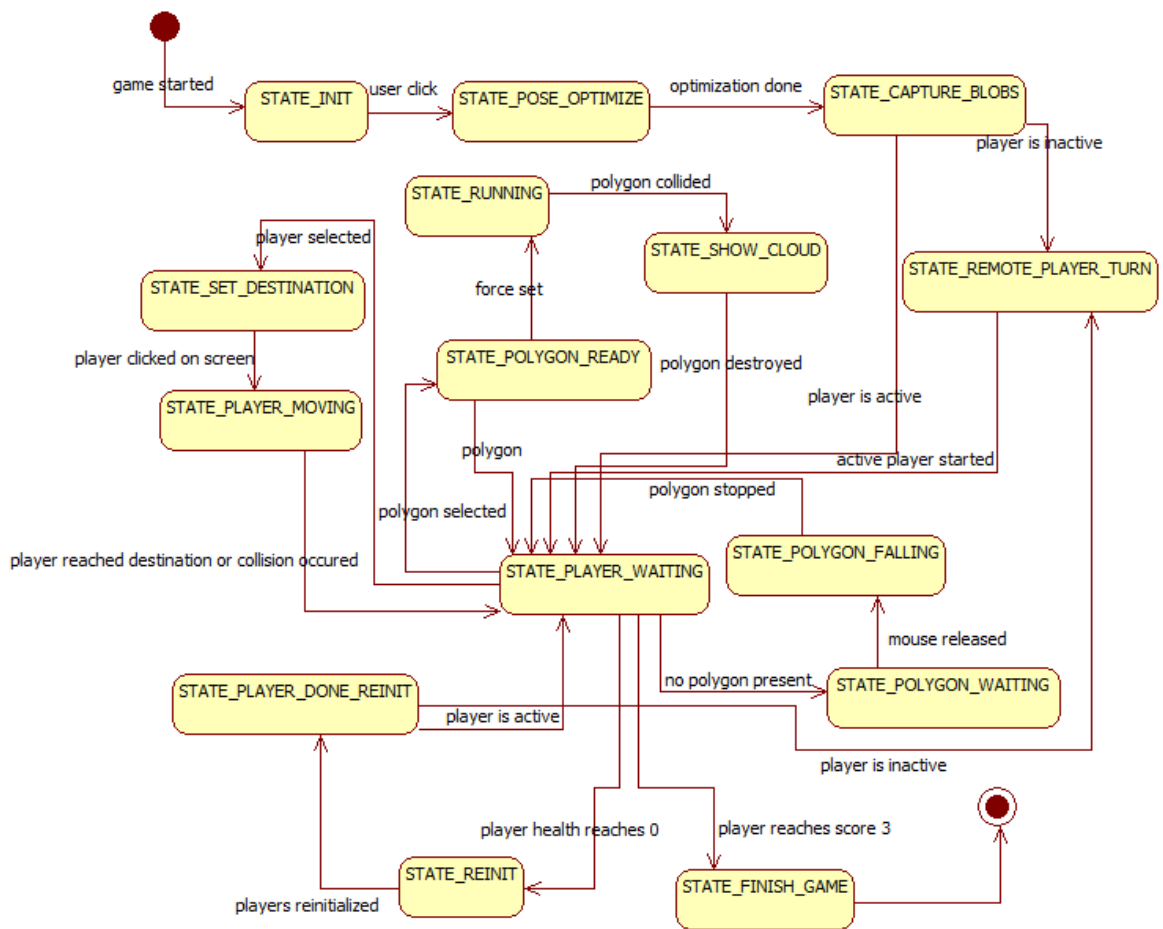 game started
STATE_INIT
user click
STATE_POSE_OPTIMIZE
optimization done
STATE_CAPTURE_BLOBS
player is inactive
STATE_RUNNING
polygon collided
player selected
STATE_SHOW_CLOUD
STATE_REMOTE_PLAYER_TURN
STATE_SET_DESTINATION
force set
player clicked on screen
STATE_POLYGON_READY
polygon destroyed
STATE_PLAYER_MOVING
player is active
polygon
active player started
polygon selected
polygon stopped
player reached destination or collision occured
STATE_PLAYER_WAITING
STATE_POLYGON_FALLING
mouse released
STATE_PLAYER_DONE_REINIT
no polygon present
STATE_POLYGON_WAITING
player is active
player is inactive
player health reaches 0
player reaches score 3
STATE_REINIT
STATE_FINISH_GAME
players reinitialized